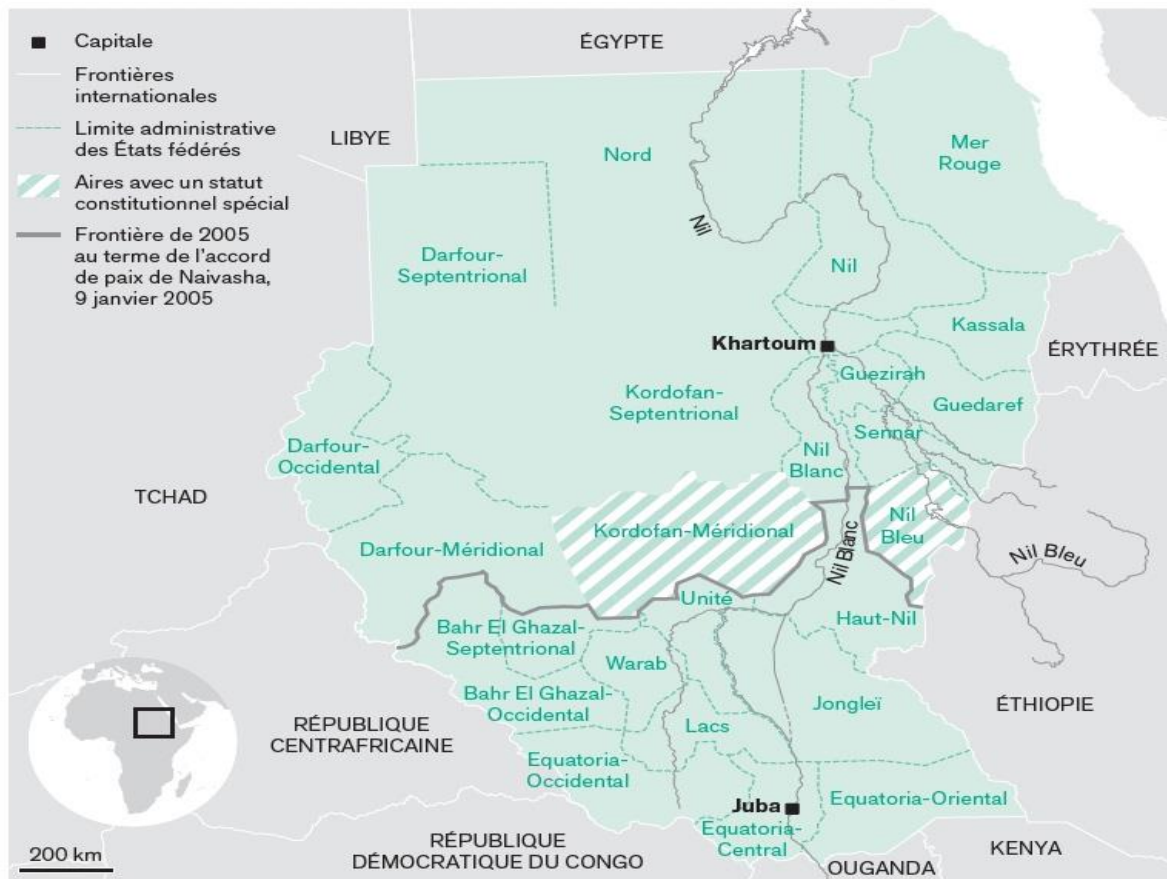 Capitale
Frontières
internationales
Limite administrative
des États fédérés
Aires avec un statut
constitutionnel spécial
Frontière de 2005
au terme de l'accord
de paix de Naivasha,
9 janvier 2005
ÉGYPTE
LIBYE
Nord
Mer
Rouge
Nil
Darfour-
Septentrional
Nil
Kassala
Khartoum
ÉRYTHRÉE
Guezirah
Kordofan-
Septentrional
Guedaref
Sennar
Darfour-
Occidental
Nil
Blanc
TCHAD
Kordofan-Méridional
Nil
Bleu
Darfour-Méridional
Nil Blanc
Nil Bleu
Unité
Haut-Nil
Bahr El Ghazal-
Septentrional
Warab
Bahr El Ghazal-
Occidental
Jongleï
ÉTHIOPIE
RÉPUBLIQUE
CENTRAFRICAINE
Lacs
Equatoria-
Occidental
Juba
Equatoria-Oriental
Equatoria-
Central
RÉPUBLIQUE
DÉMOCRATIQUE DU CONGO
OUGANDA
KENYA
200 km